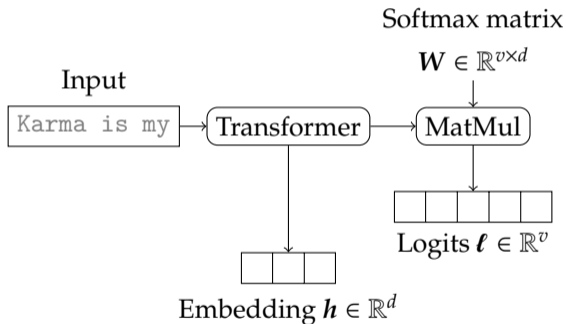 Softmax matrix
W ∈ ℝ^{v×d}
Input
Karma is my
Transformer
MatMul
Logits ℓ ∈ ℝ^v
Embedding h ∈ ℝ^d